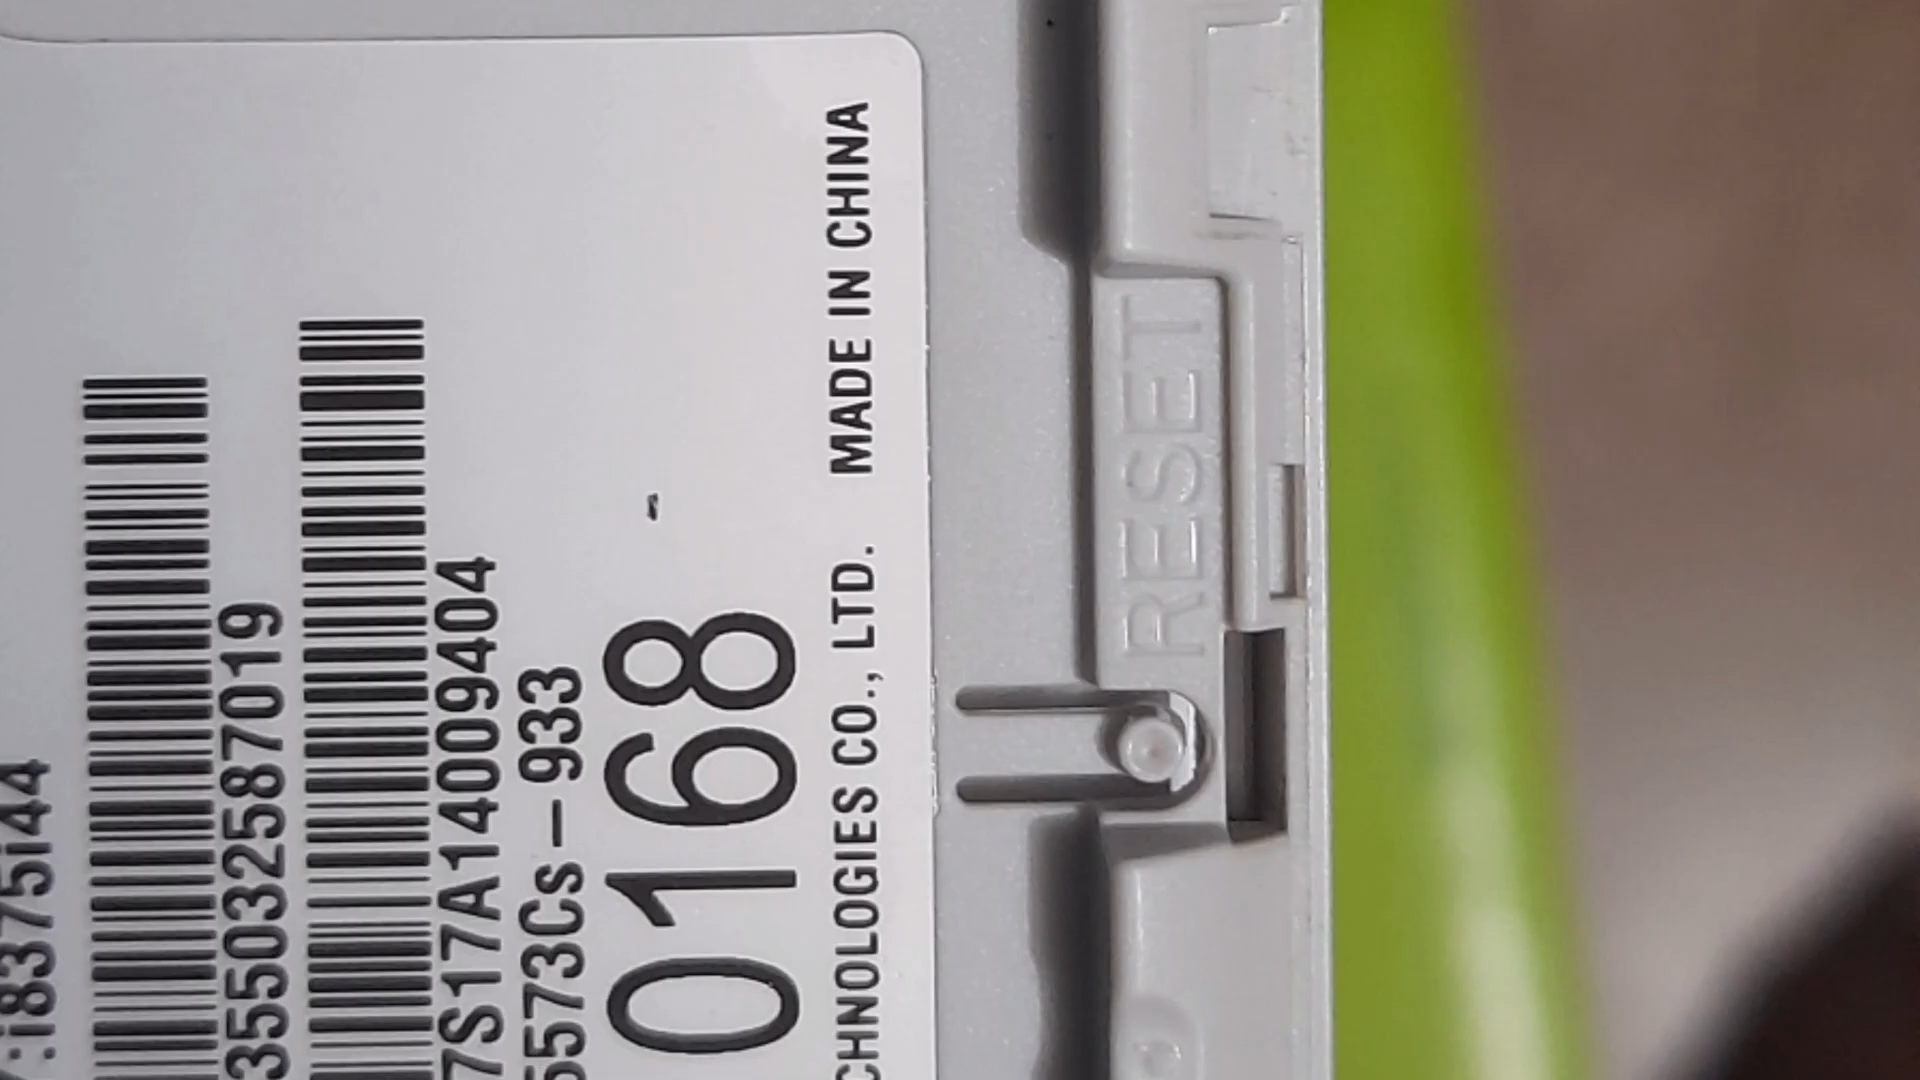 :i8375i44
355032587019
7S17A14009404
5573Cs-933
0168
CHNOLOGIES CO., LTD. MADE IN CHINA
RESET